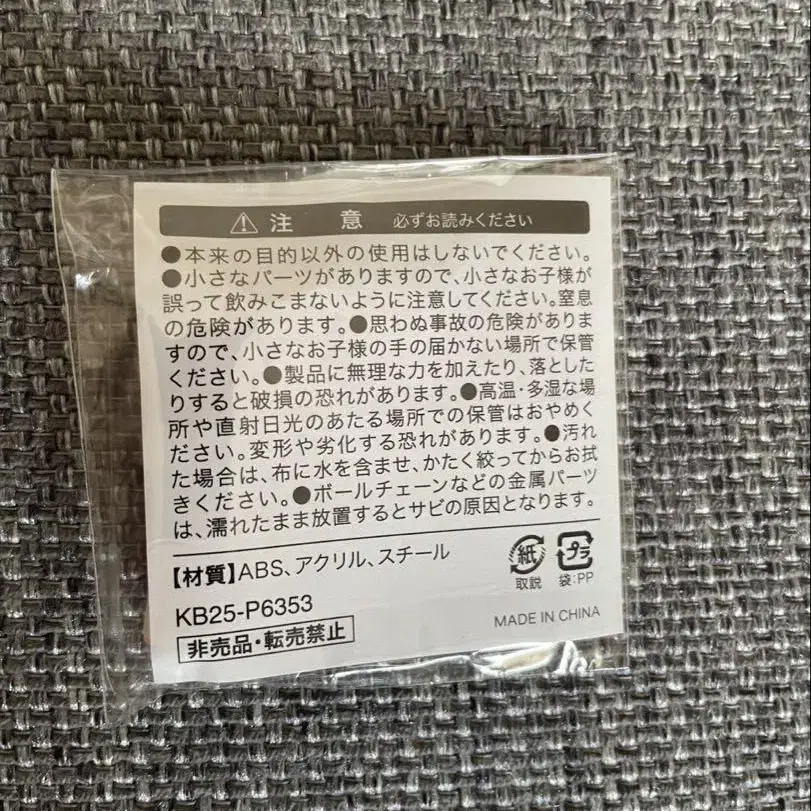 注意 必ずお読みください
●本来の目的以外の使用はしないでください。
●小さなパーツがありますので、小さなお子様が
誤って飲みこまないように注意してください。窒息
の危険があります。●思わぬ事故の危険がありま
すので、小さなお子様の手の届かない場所で保管
ください。●製品に無理な力を加えたり、落とした
りすると破損の恐れがあります。●高温・多湿な場
所や直射日光のあたる場所での保管はおやめく
ださい。変形や劣化する恐れがあります。●汚れ
た場合は、布に水を含ませ、かたく絞ってからお拭
きください。●ボールチェーンなどの金属パーツ
は、濡れたまま放置するとサビの原因となります。
【材質】ABS、アクリル、スチール
紙 プラ
取説 袋:PP
KB25-P6353
MADE IN CHINA
非売品・転売禁止